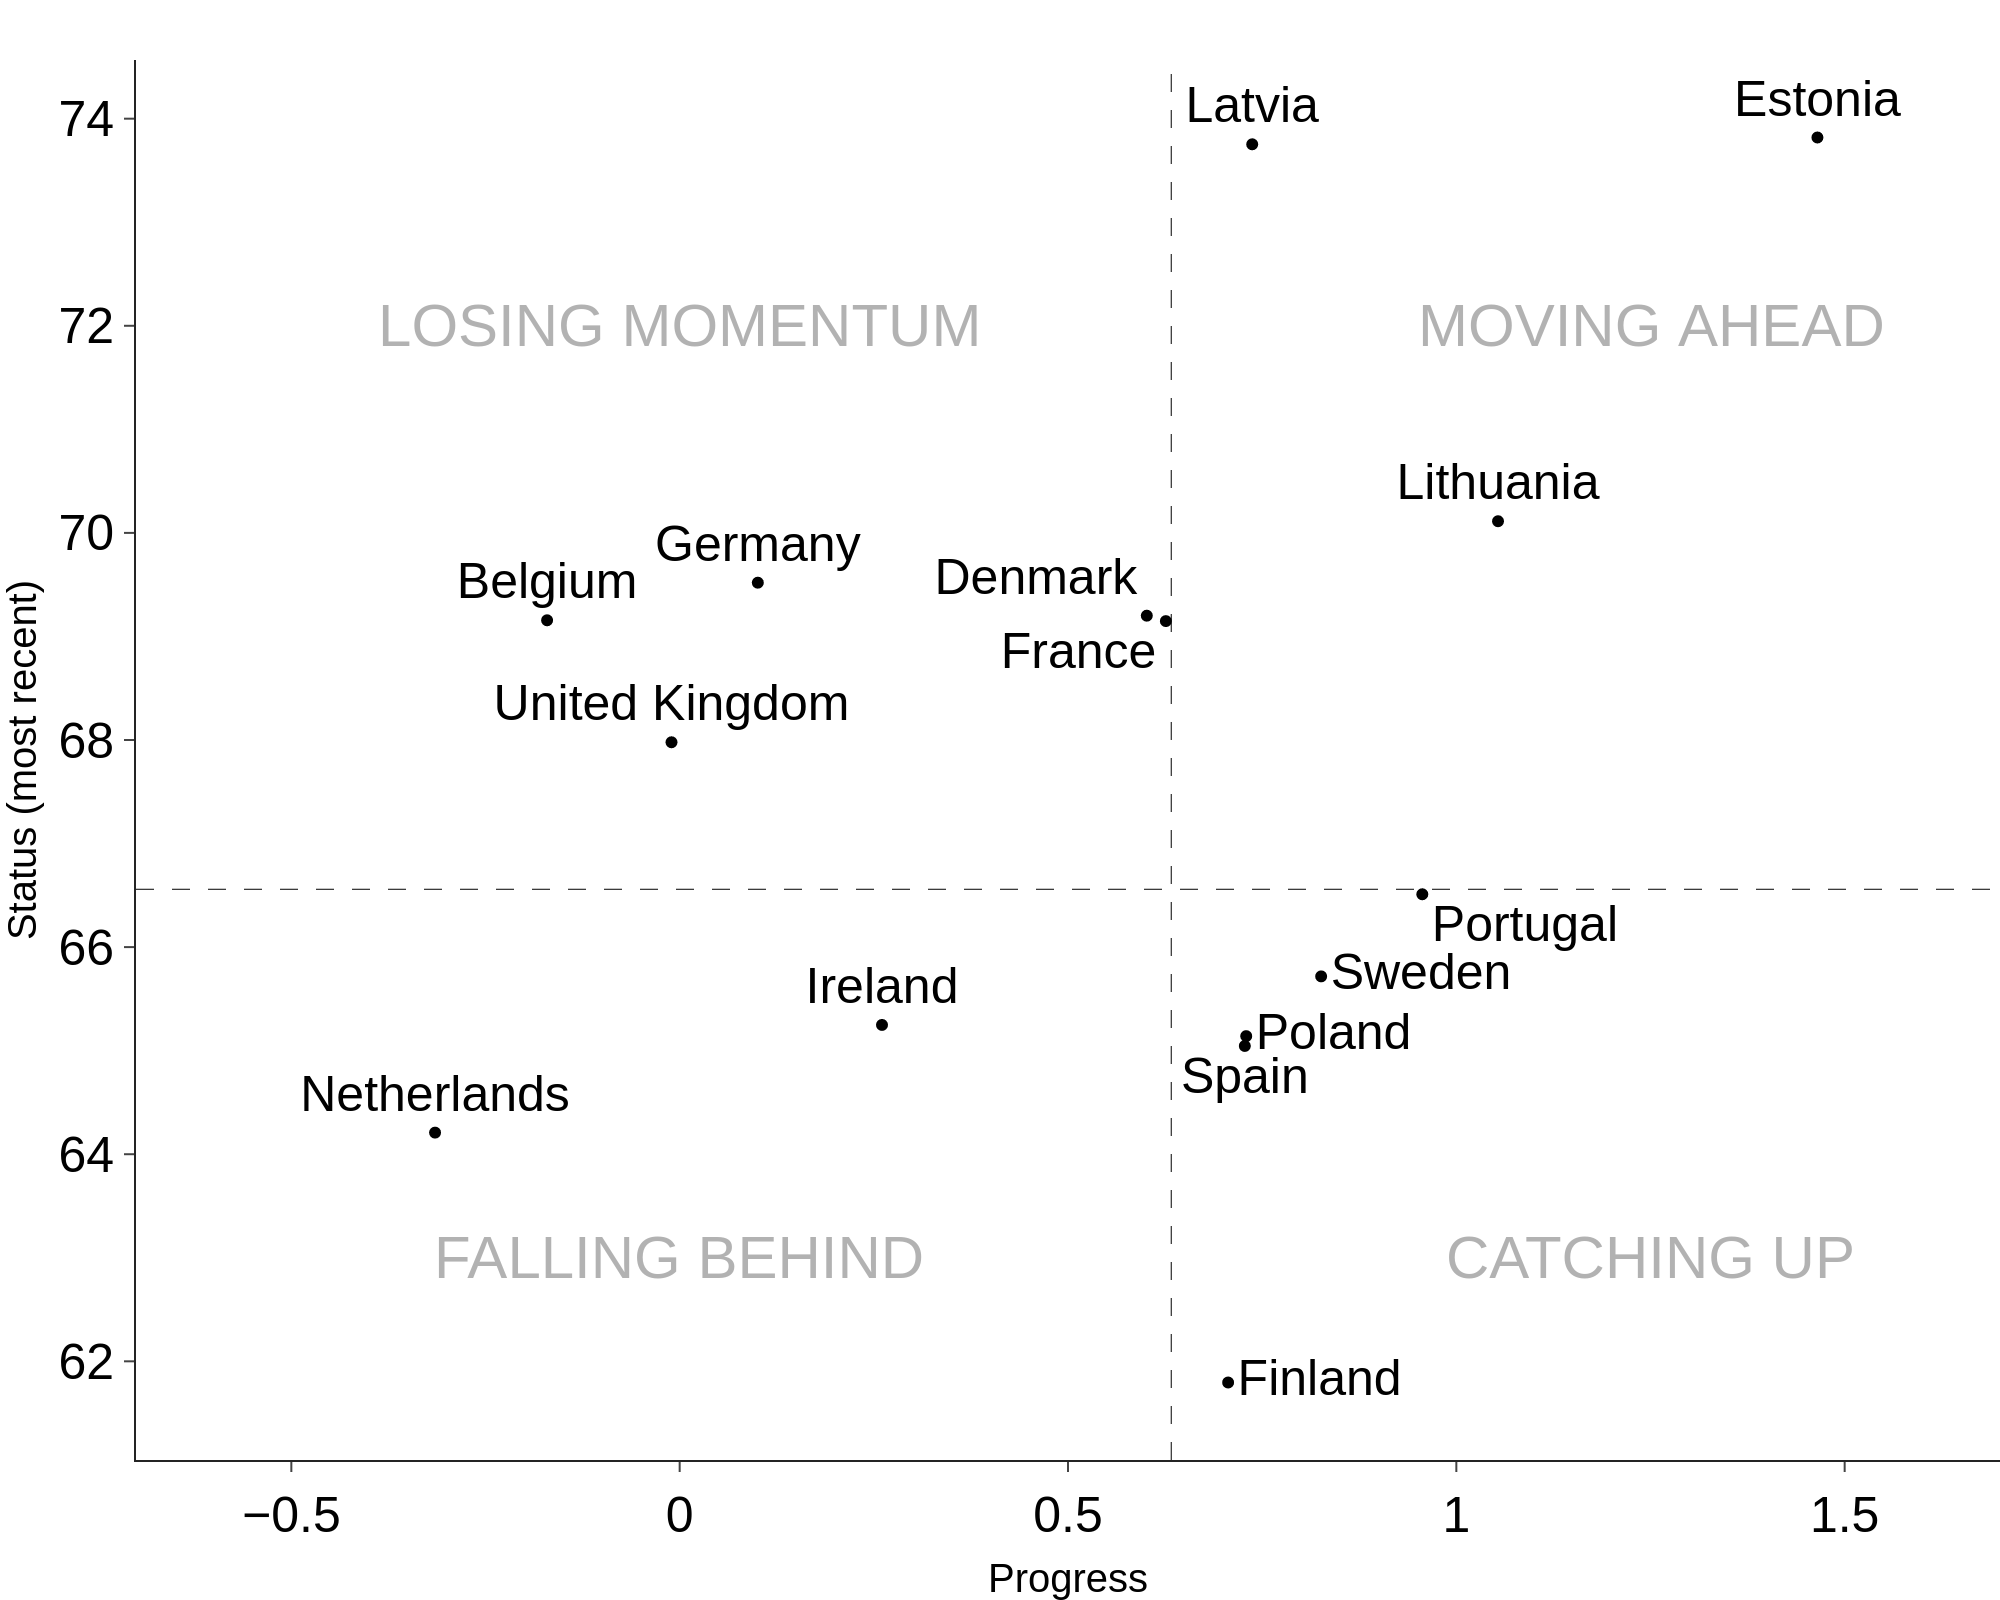 74
Latvia
Estonia
72
LOSING MOMENTUM
MOVING AHEAD
Lithuania
70
Germany
Belgium
Denmark
France
United Kingdom
68
Status (most recent)
66
Portugal
Sweden
Ireland
Poland
Spain
Netherlands
64
FALLING BEHIND
CATCHING UP
62
Finland
−0.5
0
0.5
1
1.5
Progress